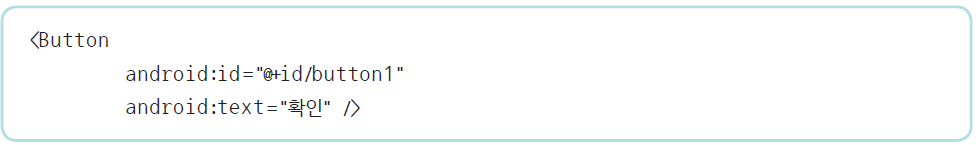 <Button
android:id="@+id/button1"
android:text="확인" />